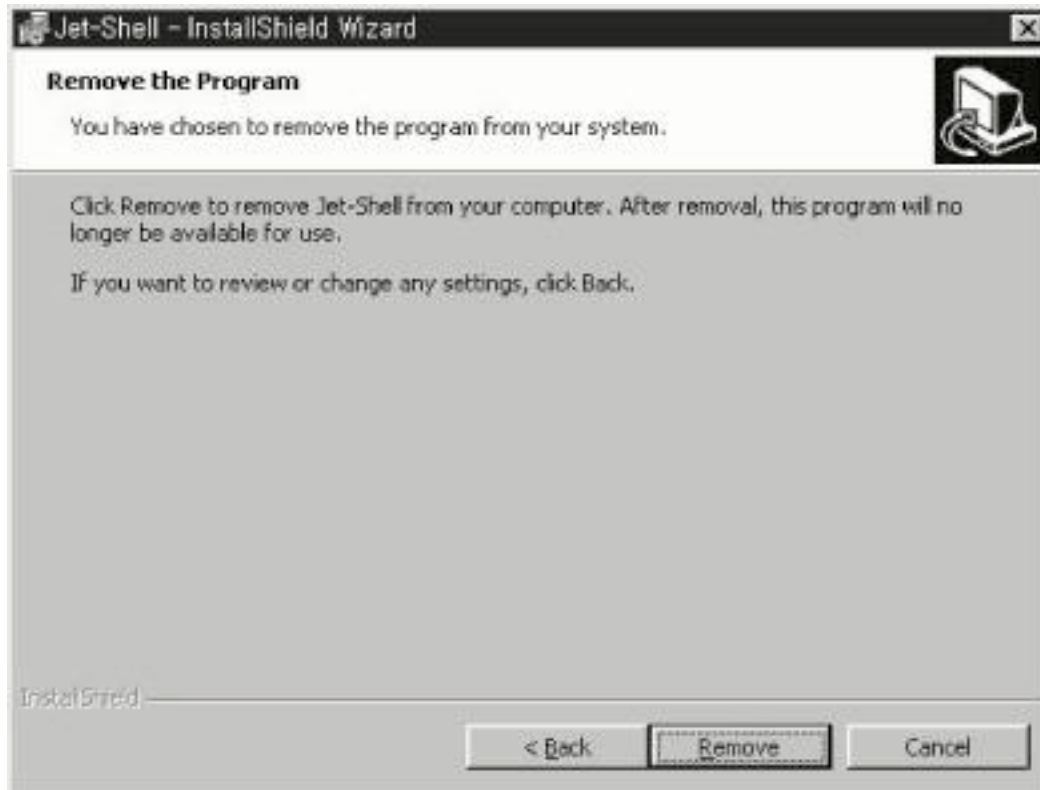 Jet-Shell - InstallShield Wizard
Remove the Program
You have chosen to remove the program from your system.
Click Remove to remove Jet-Shell from your computer. After removal, this program will no
longer be available for use.
If you want to review or change any settings, click Back.
InstallShield
< Back
Remove
Cancel